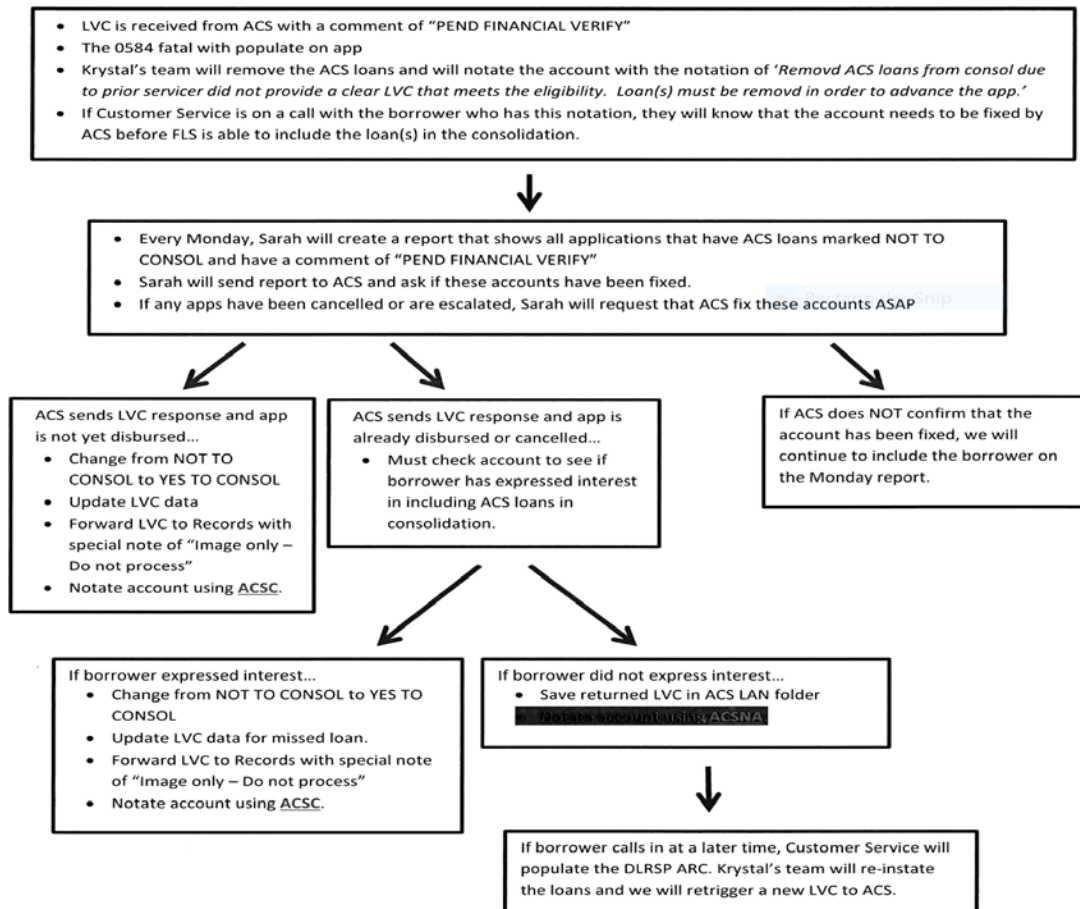 • LVC is received from ACS with a comment of “PEND FINANCIAL VERIFY”
• The 0584 fatal with populate on app
• Krystal’s team will remove the ACS loans and will notate the account with the notation of ‘Removd ACS loans from consol due
to prior servicer did not provide a clear LVC that meets the eligibility. Loan(s) must be removd in order to advance the app.’
• If Customer Service is on a call with the borrower who has this notation, they will know that the account needs to be fixed by
ACS before FLS is able to include the loan(s) in the consolidation.
• Every Monday, Sarah will create a report that shows all applications that have ACS loans marked NOT TO
CONSOL and have a comment of “PEND FINANCIAL VERIFY”
• Sarah will send report to ACS and ask if these accounts have been fixed.
• If any apps have been cancelled or are escalated, Sarah will request that ACS fix these accounts ASAP
Rectangular Snip
ACS sends LVC response and app
is not yet disbursed...
• Change from NOT TO
CONSOL to YES TO
CONSOL
• Update LVC data
• Forward LVC to Records with
special note of “Image only –
Do not process”
• Notate account using ACSC.
ACS sends LVC response and app is
already disbursed or cancelled...
• Must check account to see if
borrower has expressed interest
in including ACS loans in
consolidation.
If ACS does NOT confirm that the
account has been fixed, we will
continue to include the borrower on
the Monday report.
If borrower expressed interest...
• Change from NOT TO CONSOL to YES TO
CONSOL
• Update LVC data for missed loan.
• Forward LVC to Records with special note
of “Image only – Do not process”
• Notate account using ACSC.
If borrower did not express interest...
• Save returned LVC in ACS LAN folder
• Notate account using ACSNA
If borrower calls in at a later time, Customer Service will
populate the DLRSP ARC. Krystal’s team will re-instate
the loans and we will retrigger a new LVC to ACS.